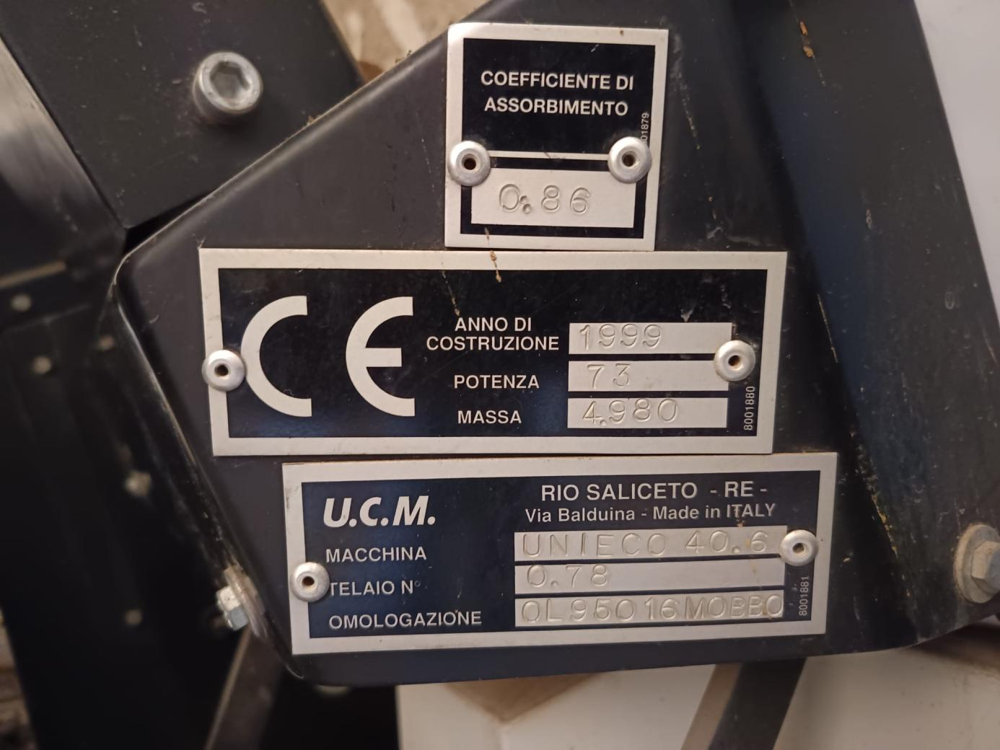 COEFFICIENTE DI
ASSORBIMENTO
01879
0.86
CE
ANNO DI
COSTRUZIONE 1999
POTENZA 73
MASSA 4.980
8001880
U.C.M.
RIO SALICETO - RE -
Via Balduina - Made in ITALY
MACCHINA UNIECO 40.6
TELAIO N° 0.78
OMOLOGAZIONE OL95016MOBBO
8001881